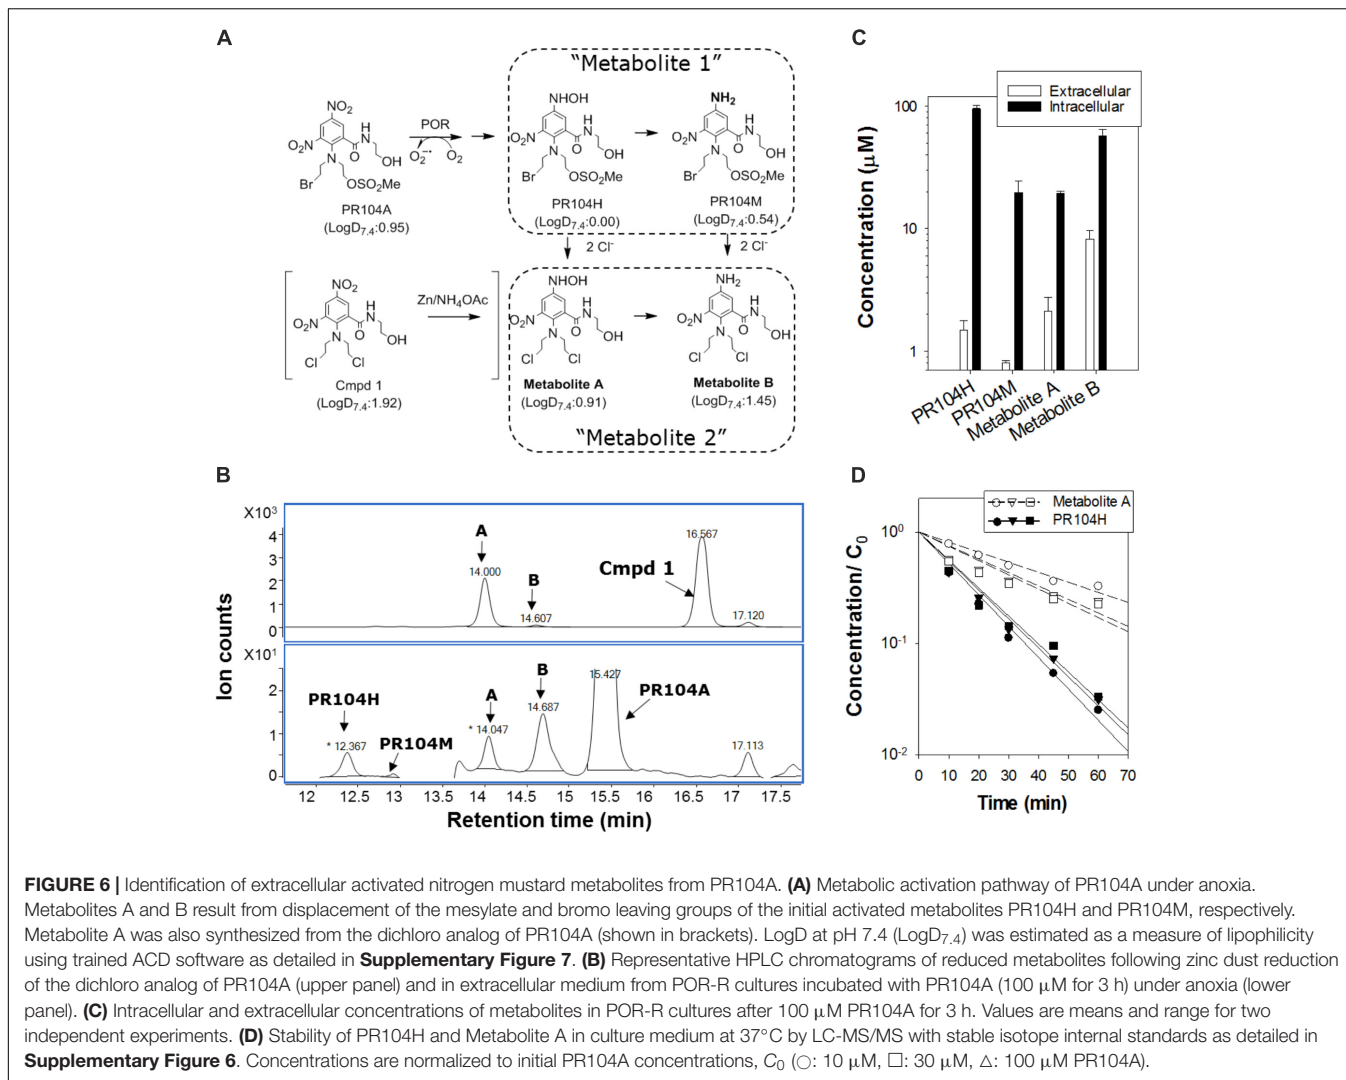 A
"Metabolite 1"
NO2
O2N
H
N
O
OH
N
Br
OSO2Me
PR104A
(LogD7.4:0.95)
POR
O2−•
O2
NHOH
O2N
H
N
O
OH
N
Br
OSO2Me
PR104H
(LogD7.4:0.00)
NH2
O2N
H
N
O
OH
N
Br
OSO2Me
PR104M
(LogD7.4:0.54)
2 Cl-
2 Cl-
NO2
O2N
H
N
O
OH
N
Cl
Cl
Cmpd 1
(LogD7.4:1.92)
Zn/NH4OAc
NHOH
O2N
H
N
O
OH
N
Cl
Cl
Metabolite A
(LogD7.4:0.91)
NH2
O2N
H
N
O
OH
N
Cl
Cl
Metabolite B
(LogD7.4:1.45)
"Metabolite 2"
C
Extracellular
Intracellular
Concentration (μM)
100
10
1
PR104H
PR104M
Metabolite A
Metabolite B
B
Ion counts
X10³
4
3
2
1
0
A
14.000
B
14.607
Cmpd 1
16.567
17.120
X10¹
2
1
0
PR104H
* 12.367
PR104M
A
* 14.047
B
14.687
15.427
PR104A
17.113
12 12.5 13 14 14.5 15 15.5 16 16.5 17 17.5
Retention time (min)
D
Metabolite A
PR104H
Concentration/ C0
10⁰
10-1
10-2
0 10 20 30 40 50 60 70
Time (min)
FIGURE 6 | Identification of extracellular activated nitrogen mustard metabolites from PR104A. (A) Metabolic activation pathway of PR104A under anoxia.
Metabolites A and B result from displacement of the mesylate and bromo leaving groups of the initial activated metabolites PR104H and PR104M, respectively.
Metabolite A was also synthesized from the dichloro analog of PR104A (shown in brackets). LogD at pH 7.4 (LogD7.4) was estimated as a measure of lipophilicity
using trained ACD software as detailed in Supplementary Figure 7. (B) Representative HPLC chromatograms of reduced metabolites following zinc dust reduction
of the dichloro analog of PR104A (upper panel) and in extracellular medium from POR-R cultures incubated with PR104A (100 μM for 3 h) under anoxia (lower
panel). (C) Intracellular and extracellular concentrations of metabolites in POR-R cultures after 100 μM PR104A for 3 h. Values are means and range for two
independent experiments. (D) Stability of PR104H and Metabolite A in culture medium at 37°C by LC-MS/MS with stable isotope internal standards as detailed in
Supplementary Figure 6. Concentrations are normalized to initial PR104A concentrations, C0 (○: 10 μM, □: 30 μM, △: 100 μM PR104A).